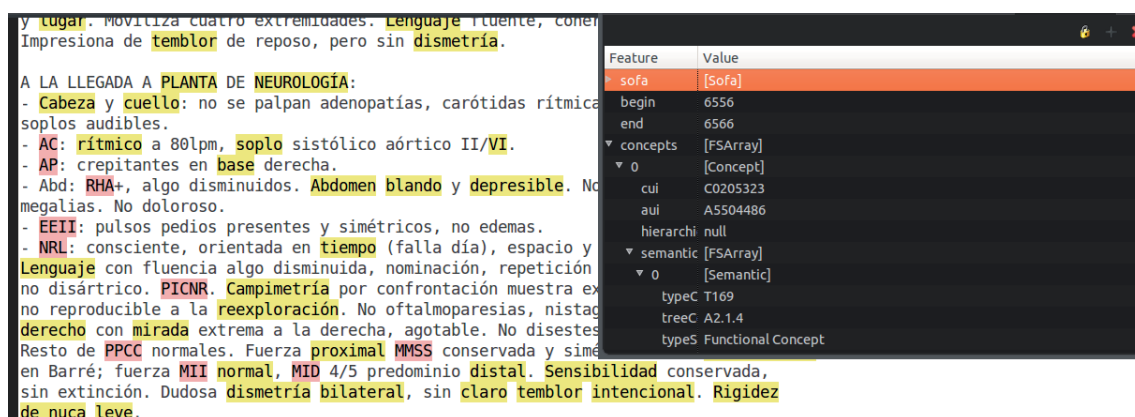 y lugar. Moviliza cuatro extremidades. Lenguaje fluente, coher
Impresiona de temblor de reposo, pero sin dismetría.
A LA LLEGADA A PLANTA DE NEUROLOGÍA:
- Cabeza y cuello: no se palpan adenopatías, carótidas rítmica
soplos audibles.
- AC: rítmico a 80lpm, soplo sistólico aórtico II/VI.
- AP: crepitantes en base derecha.
- Abd: RHA+, algo disminuidos. Abdomen blando y depresible. No
megalias. No doloroso.
- EEII: pulsos pedios presentes y simétricos, no edemas.
- NRL: consciente, orientada en tiempo (falla día), espacio y
Lenguaje con fluencia algo disminuida, nominación, repetición
no disártrico. PICNR. Campimetría por confrontación muestra ex
no reproducible a la reexploración. No oftalmoparesias, nistag
derecho con mirada extrema a la derecha, agotable. No disestes
Resto de PPCC normales. Fuerza proximal MMSS conservada y simé
en Barré; fuerza MII normal, MID 4/5 predominio distal. Sensibilidad conservada,
sin extinción. Dudosa dismetría bilateral, sin claro temblor intencional. Rigidez
de nuca leve.
Feature Value
sofa [Sofa]
begin 6556
end 6566
concepts [FSArray]
0 [Concept]
cui C0205323
aui A5504486
hierarchi null
semantic [FSArray]
0 [Semantic]
typeC T169
treeC A2.1.4
typeS Functional Concept